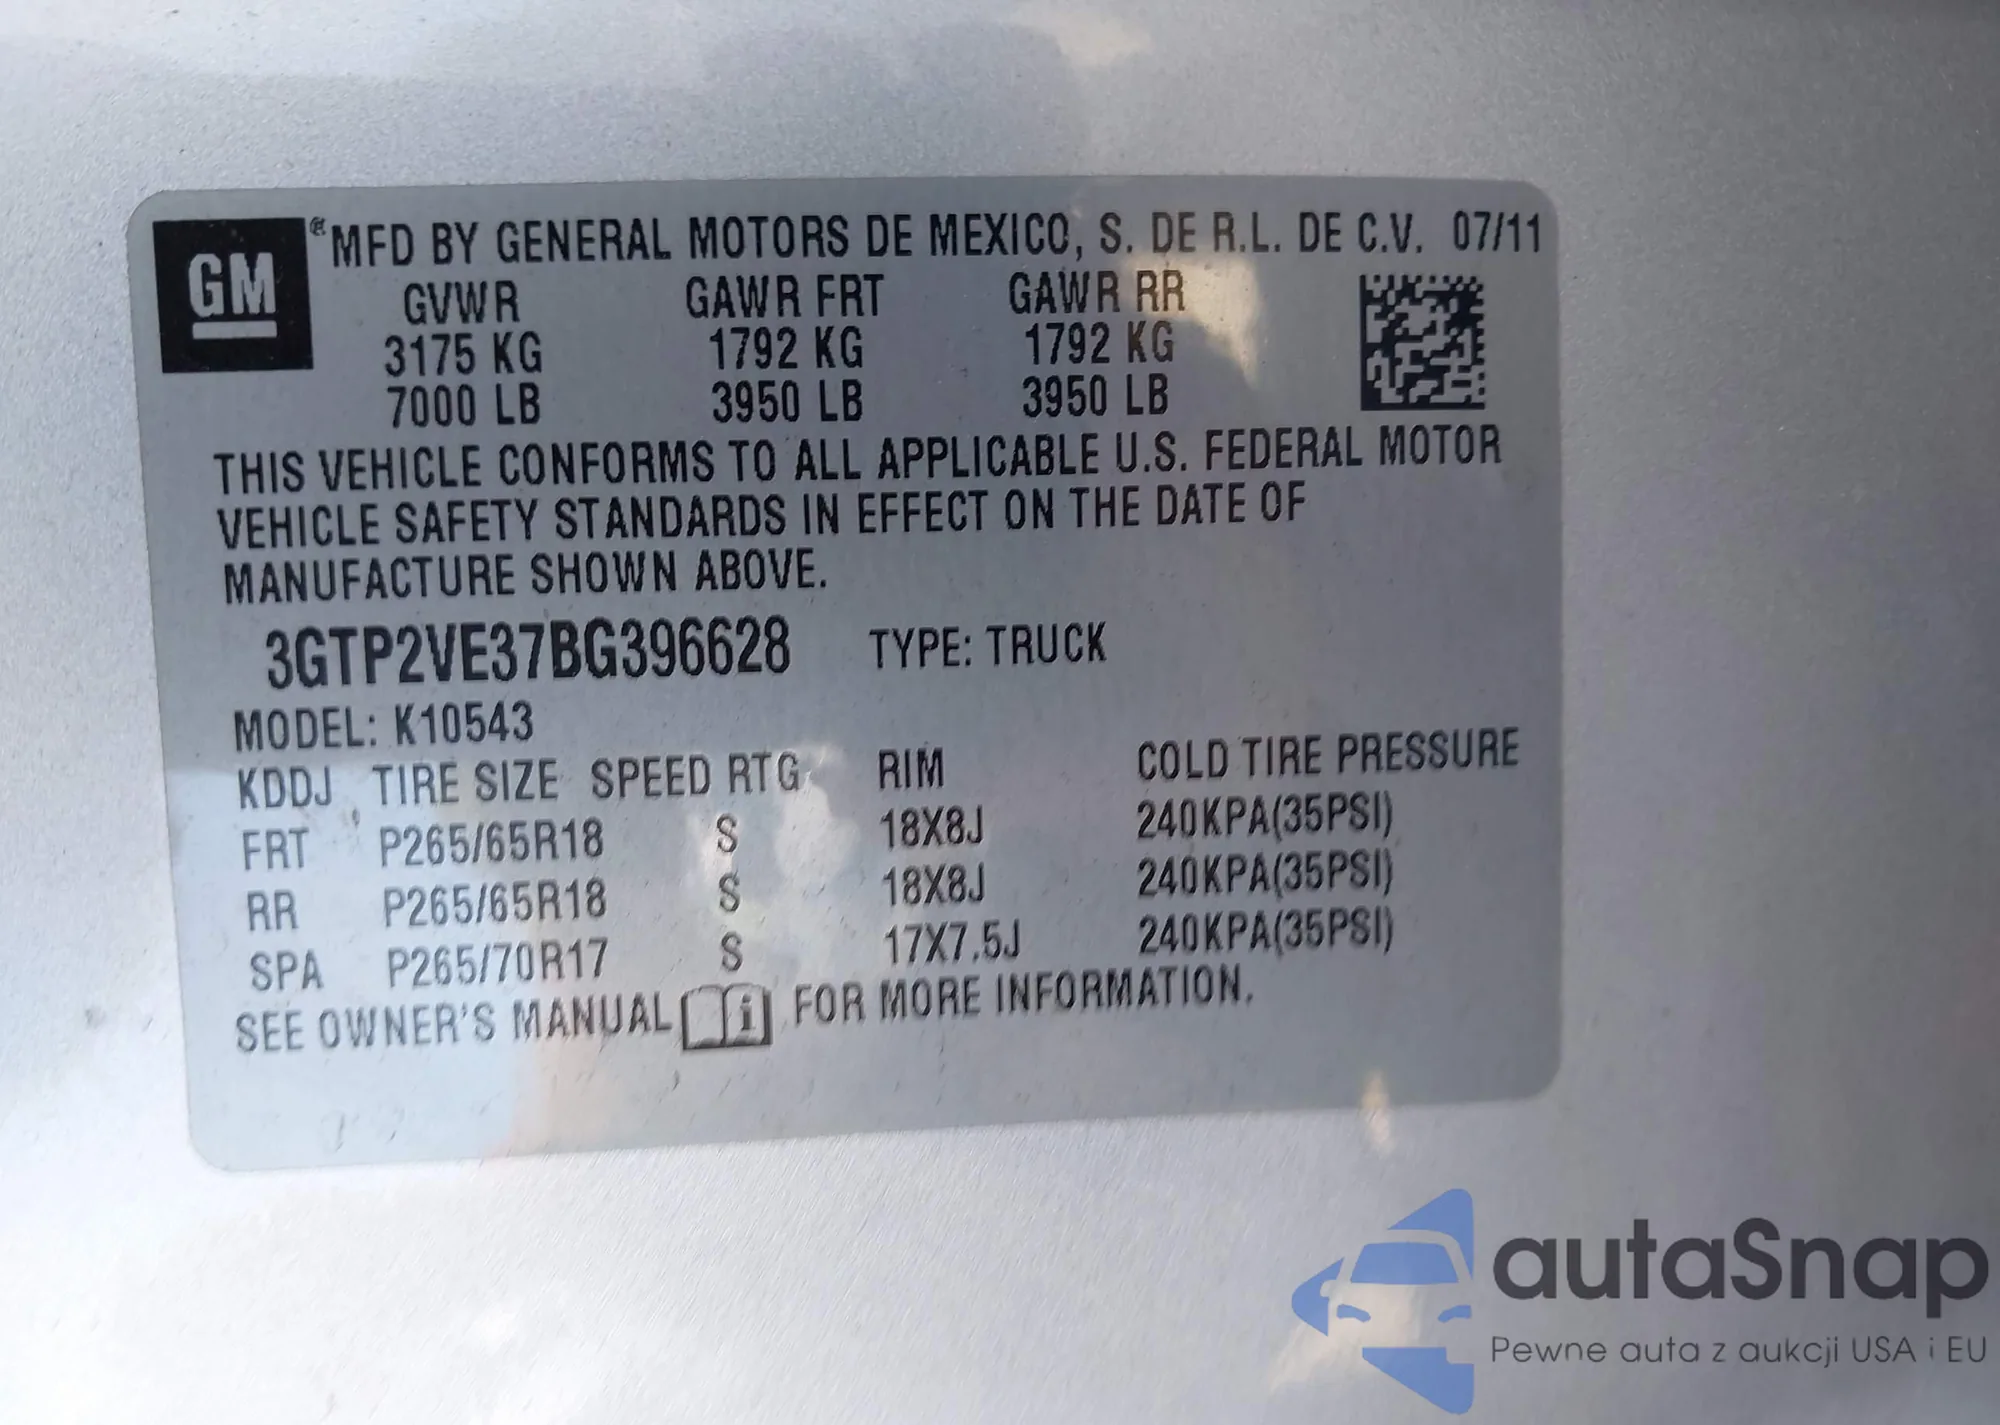 GM
® MFD BY GENERAL MOTORS DE MEXICO, S. DE R.L. DE C.V. 07/11
GVWR GAWR FRT GAWR RR
3175 KG 1792 KG 1792 KG
7000 LB 3950 LB 3950 LB
THIS VEHICLE CONFORMS TO ALL APPLICABLE U.S. FEDERAL MOTOR
VEHICLE SAFETY STANDARDS IN EFFECT ON THE DATE OF
MANUFACTURE SHOWN ABOVE.
3GTP2VE37BG396628 TYPE: TRUCK
MODEL: K10543
KDDJ TIRE SIZE SPEED RTG RIM COLD TIRE PRESSURE
FRT P265/65R18 S 18X8J 240KPA(35PSI)
RR P265/65R18 S 18X8J 240KPA(35PSI)
SPA P265/70R17 S 17X7.5J 240KPA(35PSI)
SEE OWNER'S MANUAL i FOR MORE INFORMATION.
autaSnap
Pewne auta z aukcji USA i EU